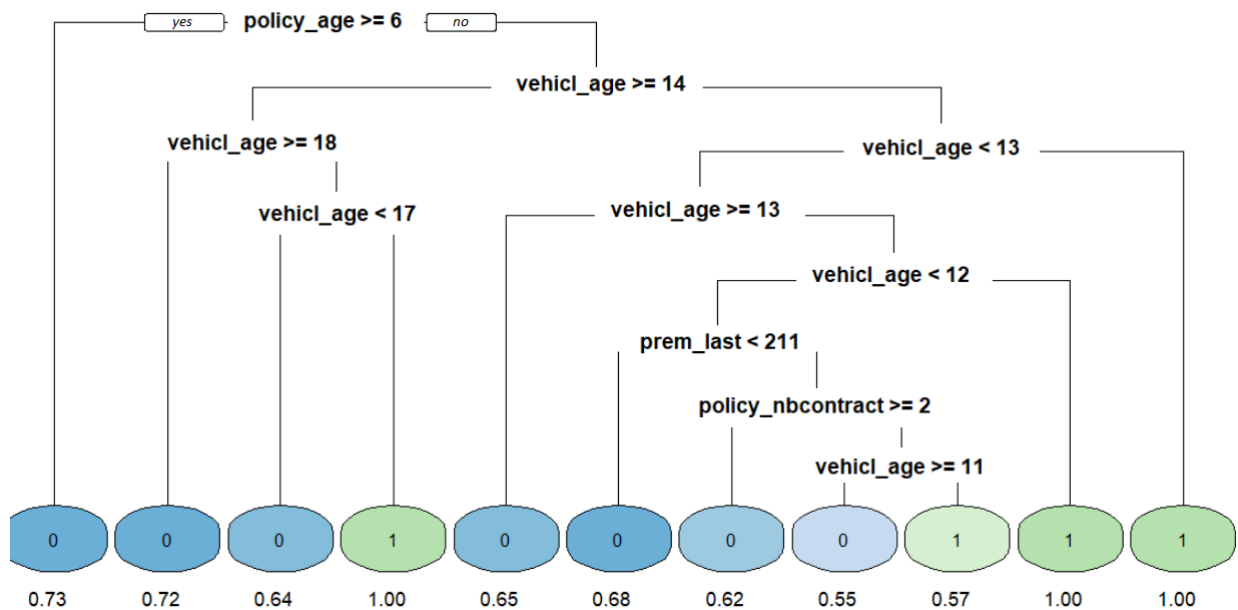 yes policy_age >= 6 no
vehicl_age >= 14
vehicl_age >= 18 vehicl_age < 13
vehicl_age < 17 vehicl_age >= 13
vehicl_age < 12
prem_last < 211
policy_nbcontract >= 2
vehicl_age >= 11
0 0 0 1 0 0 0 0 1 1 1
0.73 0.72 0.64 1.00 0.65 0.68 0.62 0.55 0.57 1.00 1.00